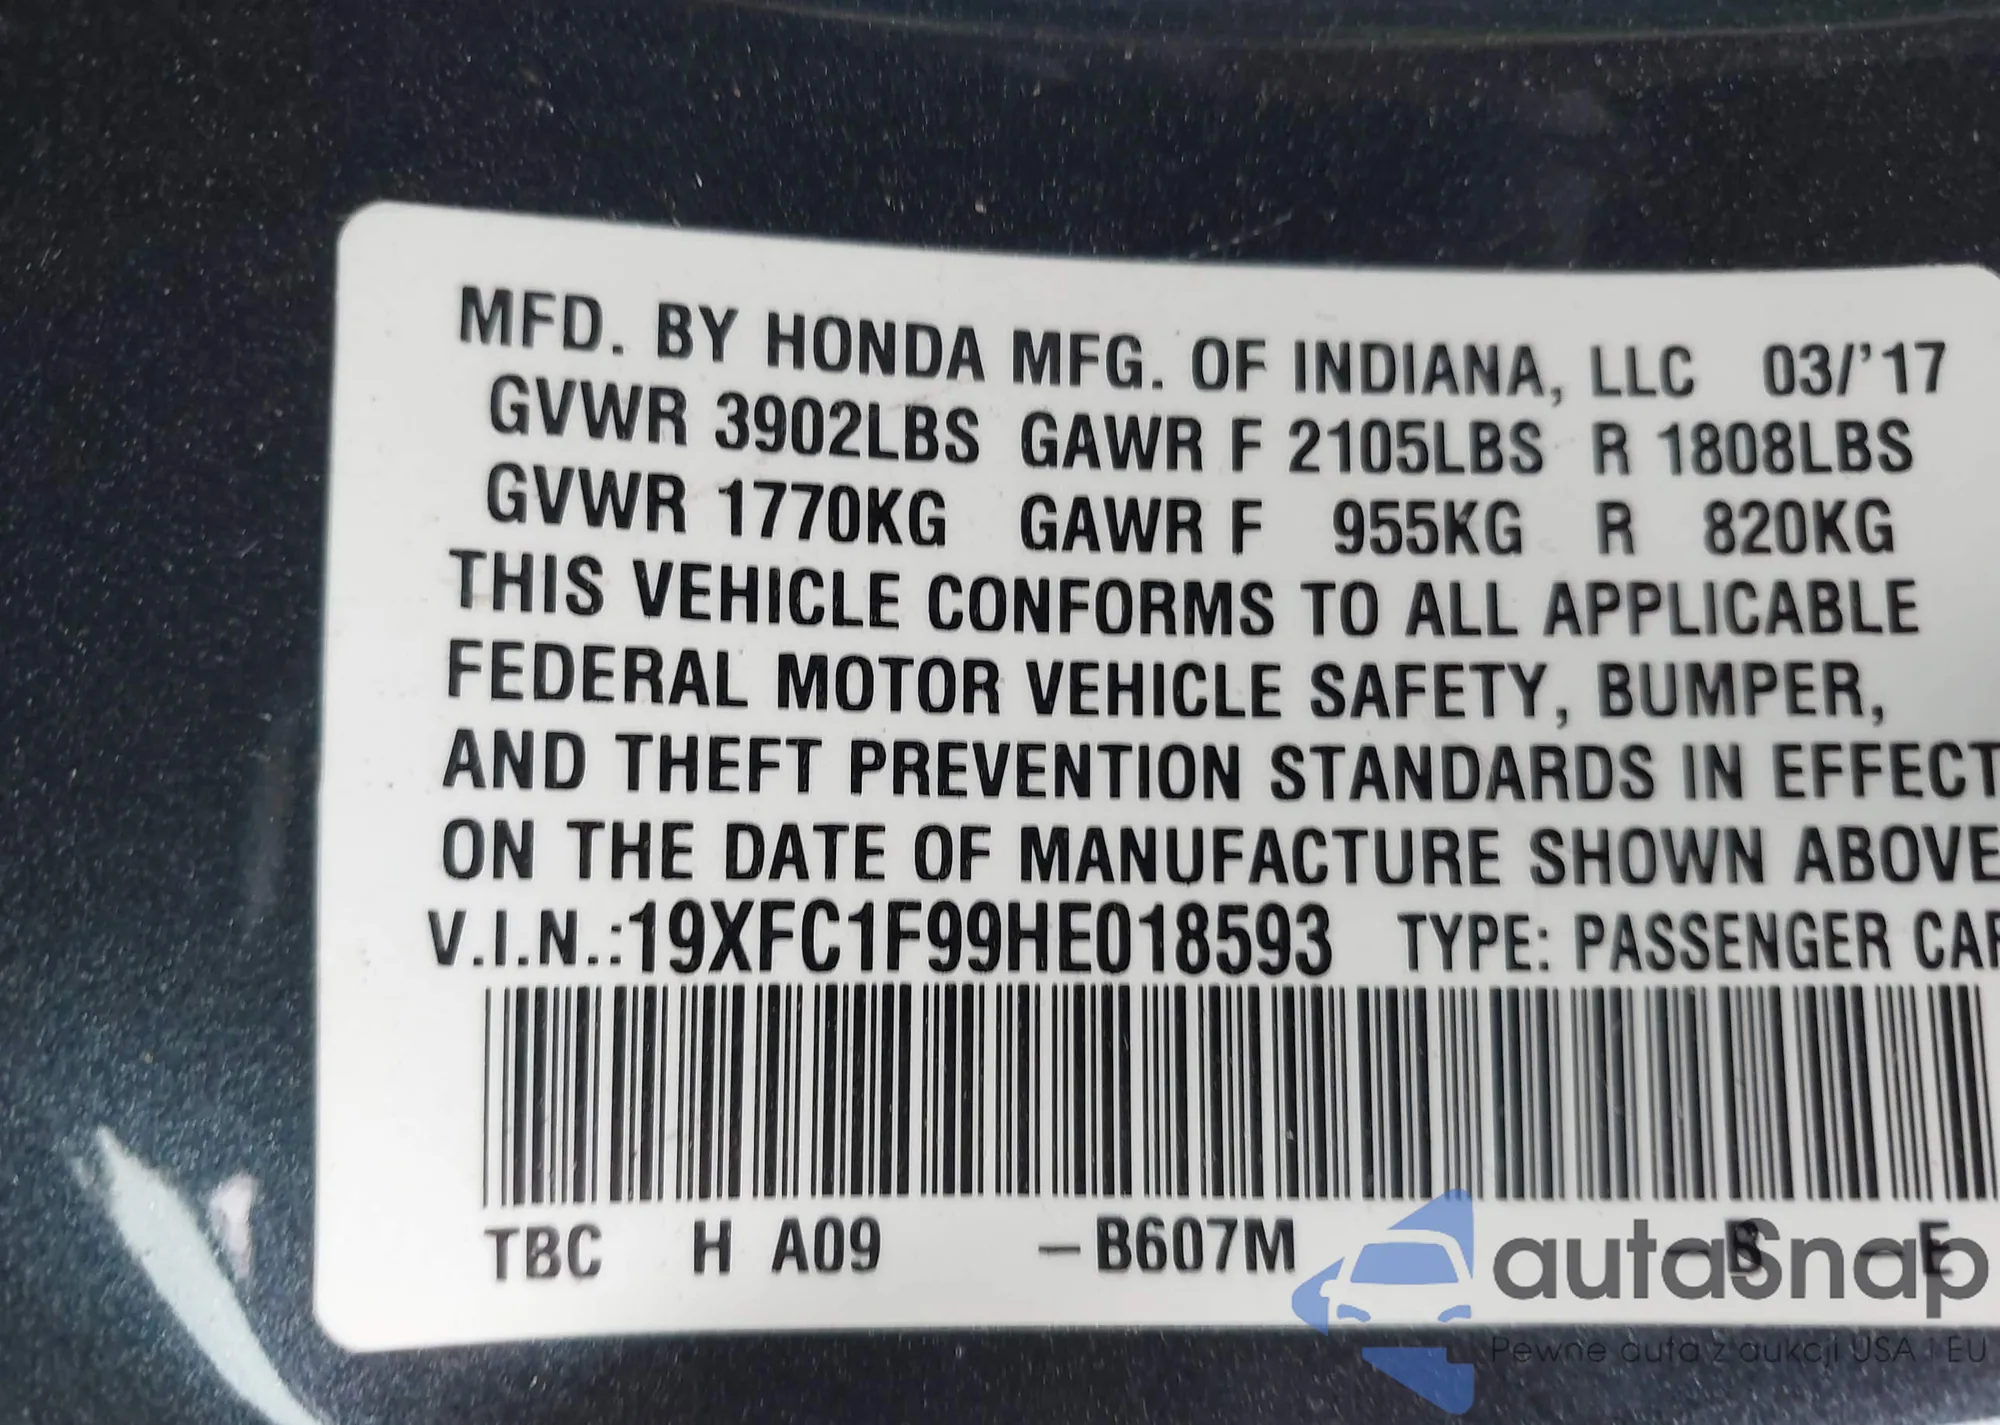 MFD. BY HONDA MFG. OF INDIANA, LLC 03/'17
GVWR 3902LBS GAWR F 2105LBS R 1808LBS
GVWR 1770KG GAWR F 955KG R 820KG
THIS VEHICLE CONFORMS TO ALL APPLICABLE
FEDERAL MOTOR VEHICLE SAFETY, BUMPER,
AND THEFT PREVENTION STANDARDS IN EFFECT
ON THE DATE OF MANUFACTURE SHOWN ABOVE
V.I.N.:19XFC1F99HE018593 TYPE: PASSENGER CAR
TBC H A09 –B607M –B –E
autaSnap
Pewne auta z aukcji USA i EU